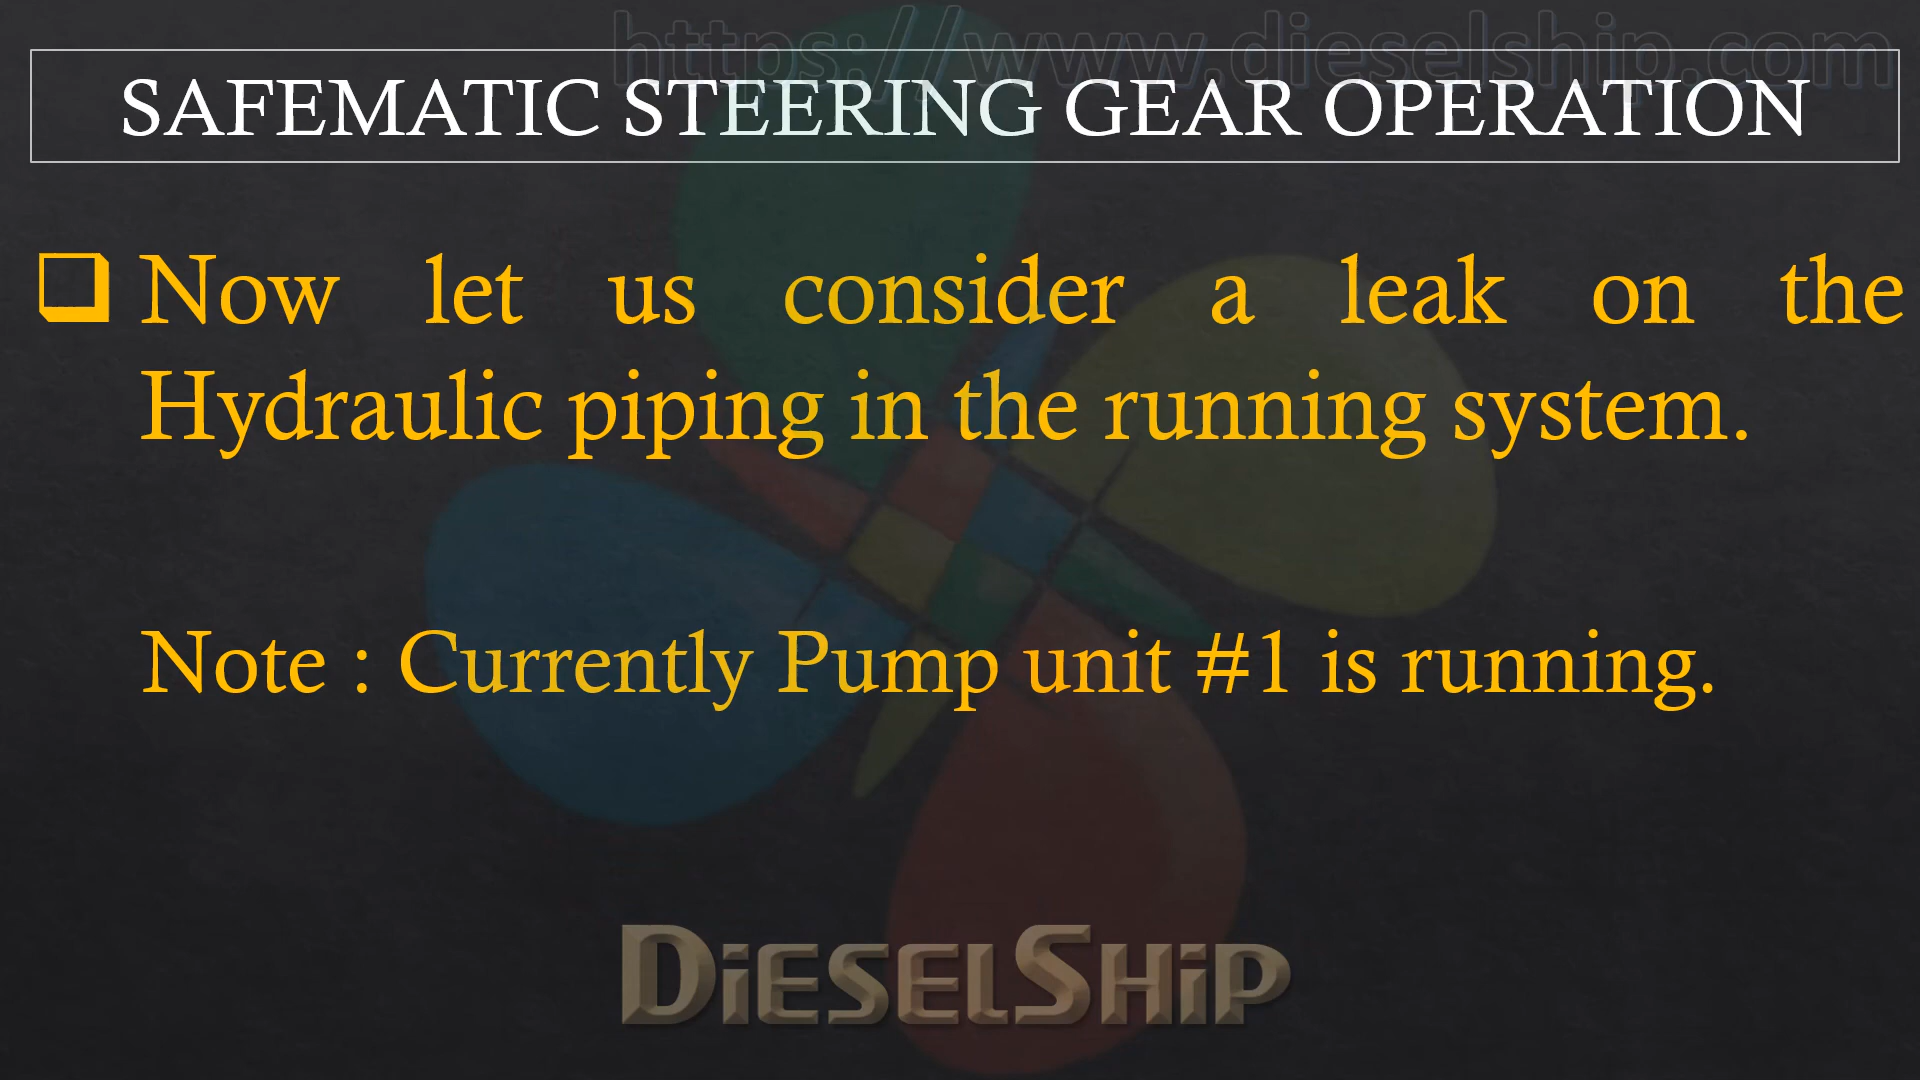 https://www.dieselship.com
SAFEMATIC STEERING GEAR OPERATION
Now let us consider a leak on the
Hydraulic piping in the running system.
Note : Currently Pump unit #1 is running.
DiESELSHiP